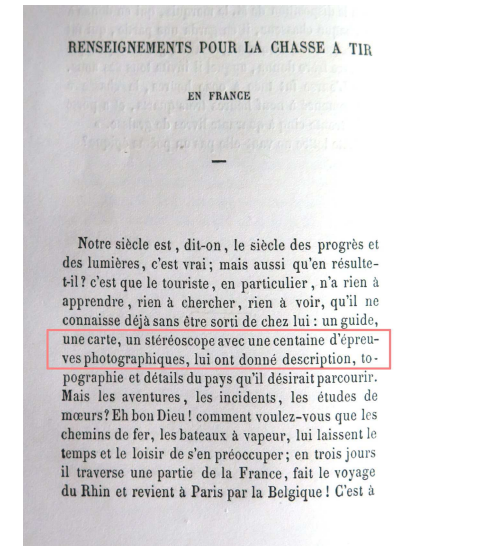 RENSEIGNEMENTS POUR LA CHASSE A TIR
EN FRANCE
Notre siècle est, dit-on, le siècle des progrès et
des lumières, c'est vrai; mais aussi qu'en résulte-
t-il? c'est que le touriste, en particulier, n'a rien à
apprendre, rien à chercher, rien à voir, qu'il ne
connaisse déjà sans être sorti de chez lui : un guide,
une carte, un stéréoscope avec une centaine d'épreu-
ves photographiques, lui ont donné description, to-
pographie et détails du pays qu'il désirait parcourir.
Mais les aventures, les incidents, les études de
mœurs? Eh bon Dieu! comment voulez-vous que les
chemins de fer, les bateaux à vapeur, lui laissent le
temps et le loisir de s'en préoccuper; en trois jours
il traverse une partie de la France, fait le voyage
du Rhin et revient à Paris par la Belgique! C'est à